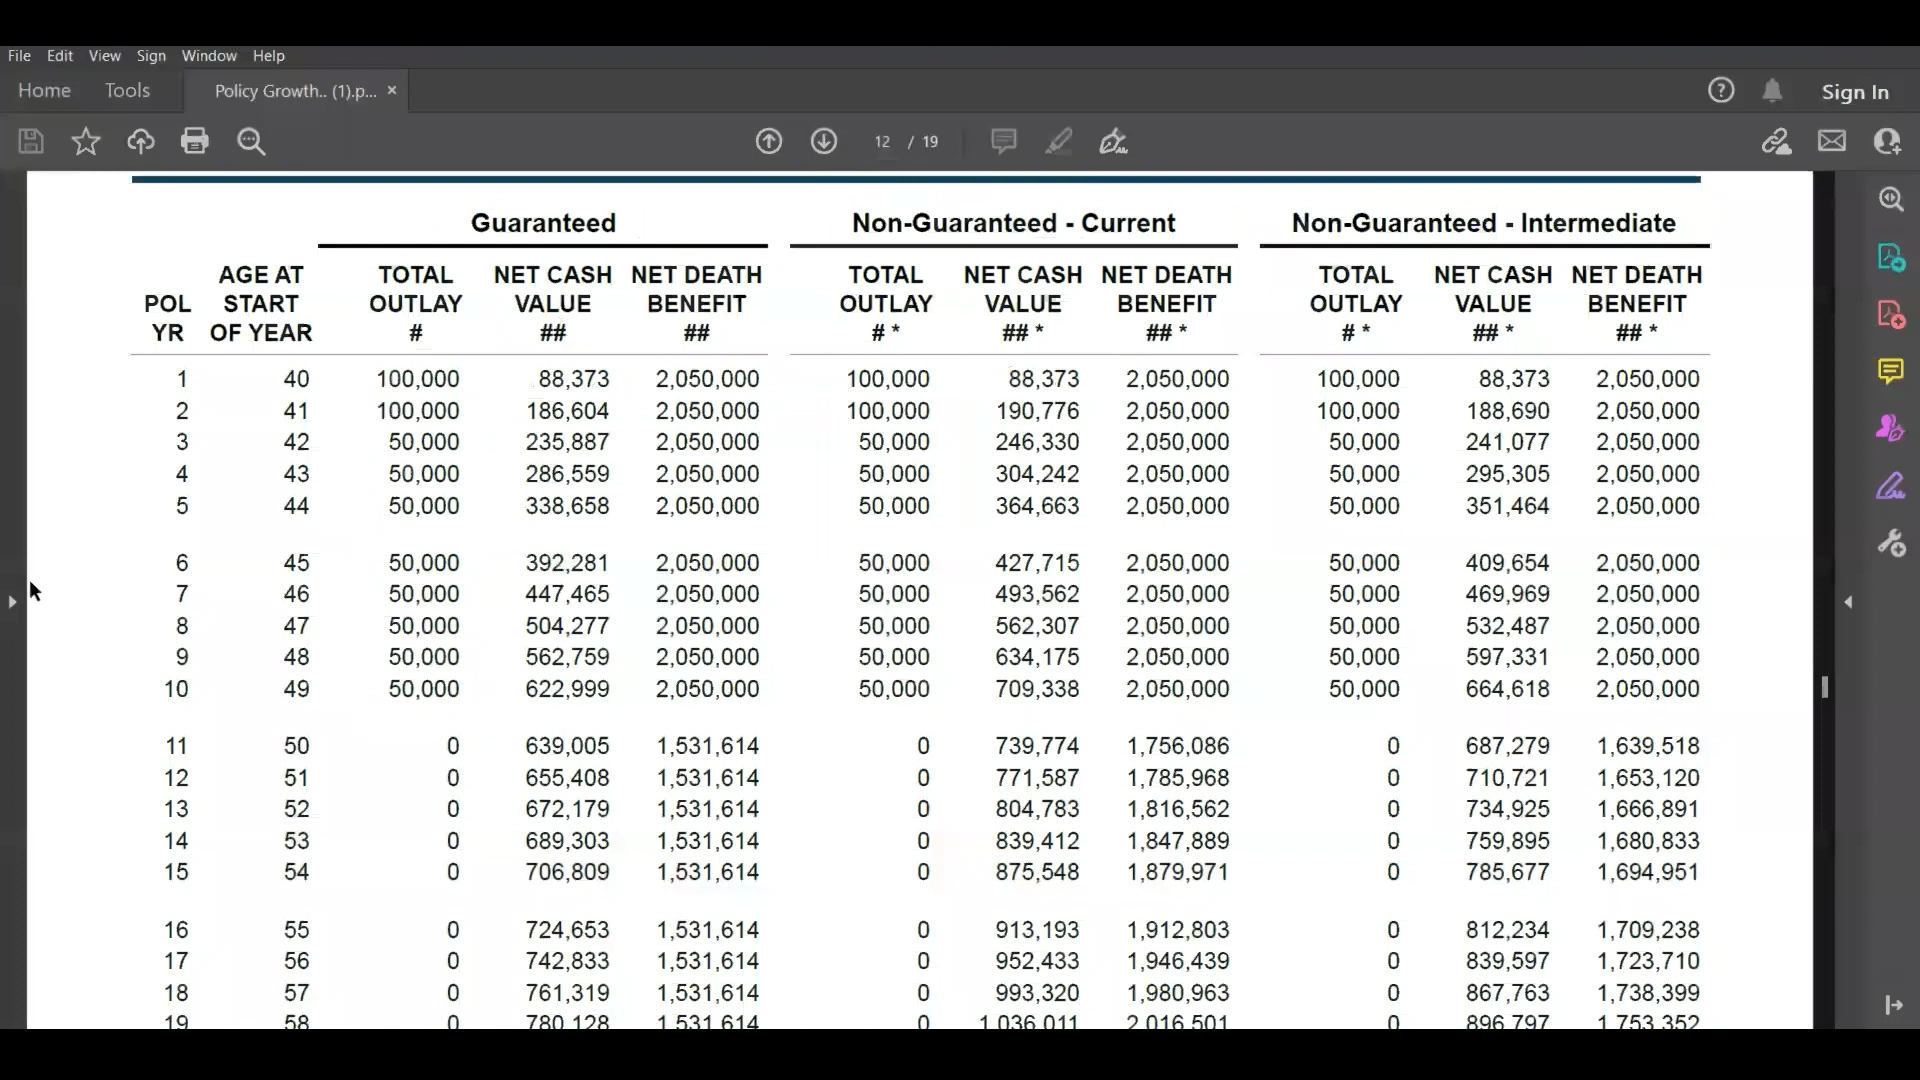 File Edit View Sign Window Help
Home Tools Policy Growth.. (1).p... × ? Sign In
12 / 19
Guaranteed Non-Guaranteed - Current Non-Guaranteed - Intermediate
AGE AT TOTAL NET CASH NET DEATH TOTAL NET CASH NET DEATH TOTAL NET CASH NET DEATH
POL START OUTLAY VALUE BENEFIT OUTLAY VALUE BENEFIT OUTLAY VALUE BENEFIT
YR OF YEAR # ## ## # * ## * ## * # * ## * ## *
1 40 100,000 88,373 2,050,000 100,000 88,373 2,050,000 100,000 88,373 2,050,000
2 41 100,000 186,604 2,050,000 100,000 190,776 2,050,000 100,000 188,690 2,050,000
3 42 50,000 235,887 2,050,000 50,000 246,330 2,050,000 50,000 241,077 2,050,000
4 43 50,000 286,559 2,050,000 50,000 304,242 2,050,000 50,000 295,305 2,050,000
5 44 50,000 338,658 2,050,000 50,000 364,663 2,050,000 50,000 351,464 2,050,000
6 45 50,000 392,281 2,050,000 50,000 427,715 2,050,000 50,000 409,654 2,050,000
7 46 50,000 447,465 2,050,000 50,000 493,562 2,050,000 50,000 469,969 2,050,000
8 47 50,000 504,277 2,050,000 50,000 562,307 2,050,000 50,000 532,487 2,050,000
9 48 50,000 562,759 2,050,000 50,000 634,175 2,050,000 50,000 597,331 2,050,000
10 49 50,000 622,999 2,050,000 50,000 709,338 2,050,000 50,000 664,618 2,050,000
11 50 0 639,005 1,531,614 0 739,774 1,756,086 0 687,279 1,639,518
12 51 0 655,408 1,531,614 0 771,587 1,785,968 0 710,721 1,653,120
13 52 0 672,179 1,531,614 0 804,783 1,816,562 0 734,925 1,666,891
14 53 0 689,303 1,531,614 0 839,412 1,847,889 0 759,895 1,680,833
15 54 0 706,809 1,531,614 0 875,548 1,879,971 0 785,677 1,694,951
16 55 0 724,653 1,531,614 0 913,193 1,912,803 0 812,234 1,709,238
17 56 0 742,833 1,531,614 0 952,433 1,946,439 0 839,597 1,723,710
18 57 0 761,319 1,531,614 0 993,320 1,980,963 0 867,763 1,738,399
19 58 0 780,128 1,531,614 0 1,036,011 2,016,501 0 896,797 1,753,352